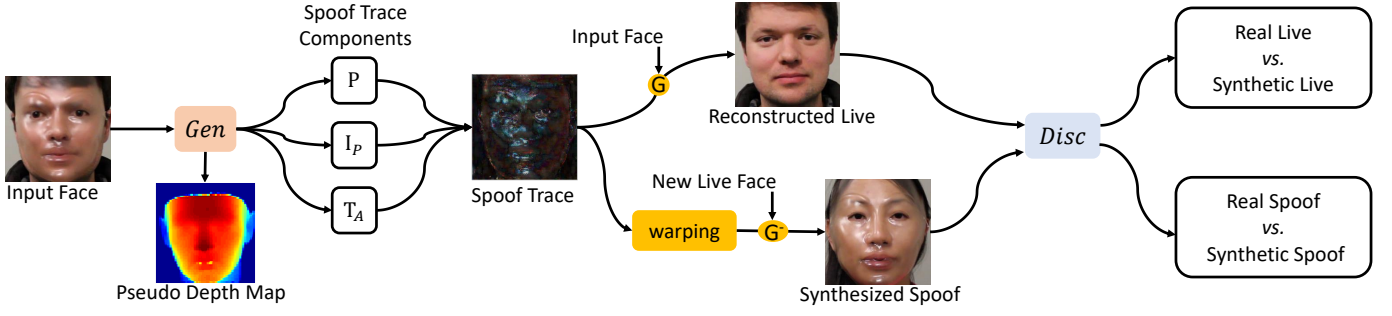 Spoof Trace
Components
Input Face
Gen
Pseudo Depth Map
P
I_P
T_A
Spoof Trace
Input Face
G
Reconstructed Live
New Live Face
warping
G⁻
Synthesized Spoof
Disc
Real Live
vs.
Synthetic Live
Real Spoof
vs.
Synthetic Spoof